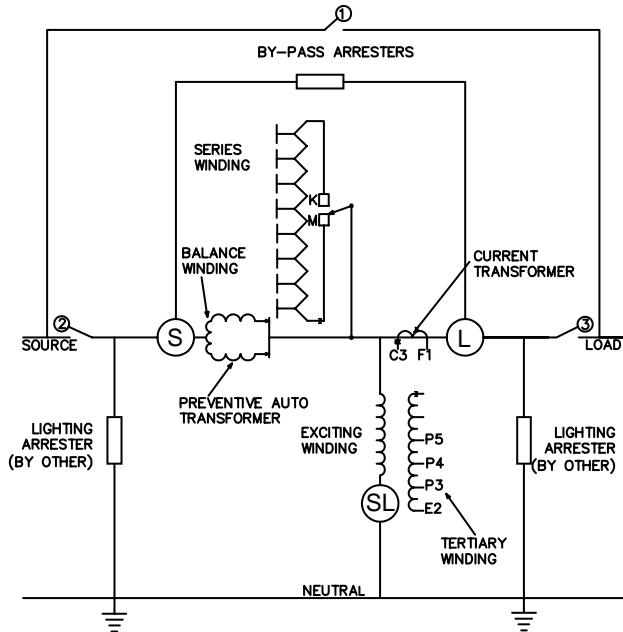 ①
BY-PASS ARRESTERS
SERIES
WINDING
K
M
BALANCE
WINDING
CURRENT
TRANSFORMER
②
S
L
③
SOURCE
C3 F1
LOAD
PREVENTIVE AUTO
TRANSFORMER
LIGHTING
ARRESTER
(BY OTHER)
EXCITING
WINDING
P5
P4
P3
E2
LIGHTING
ARRESTER
(BY OTHER)
SL
TERTIARY
WINDING
NEUTRAL